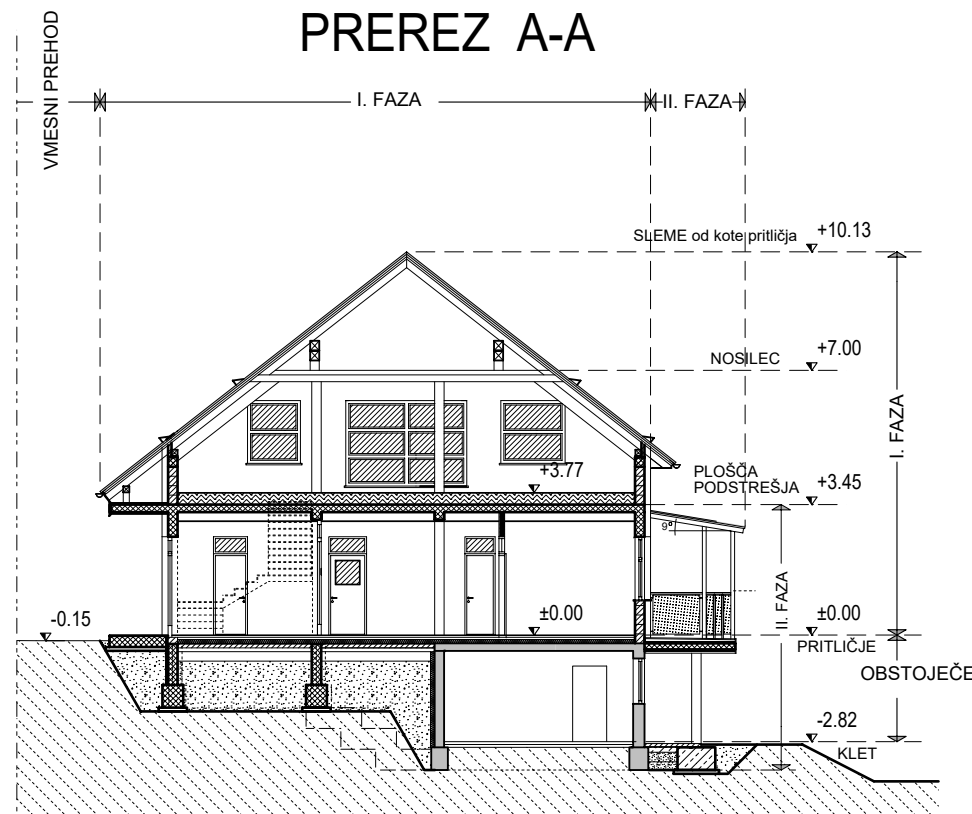 PREREZ A-A
VMESNI PREHOD
I. FAZA
II. FAZA
SLEME od kote pritličja
+10.13
NOSILEC
+7.00
I. FAZA
+3.77
PLOŠČA
PODSTREŠJA
+3.45
9°
II. FAZA
-0.15
±0.00
±0.00
PRITLIČJE
OBSTOJEČE
-2.82
KLET